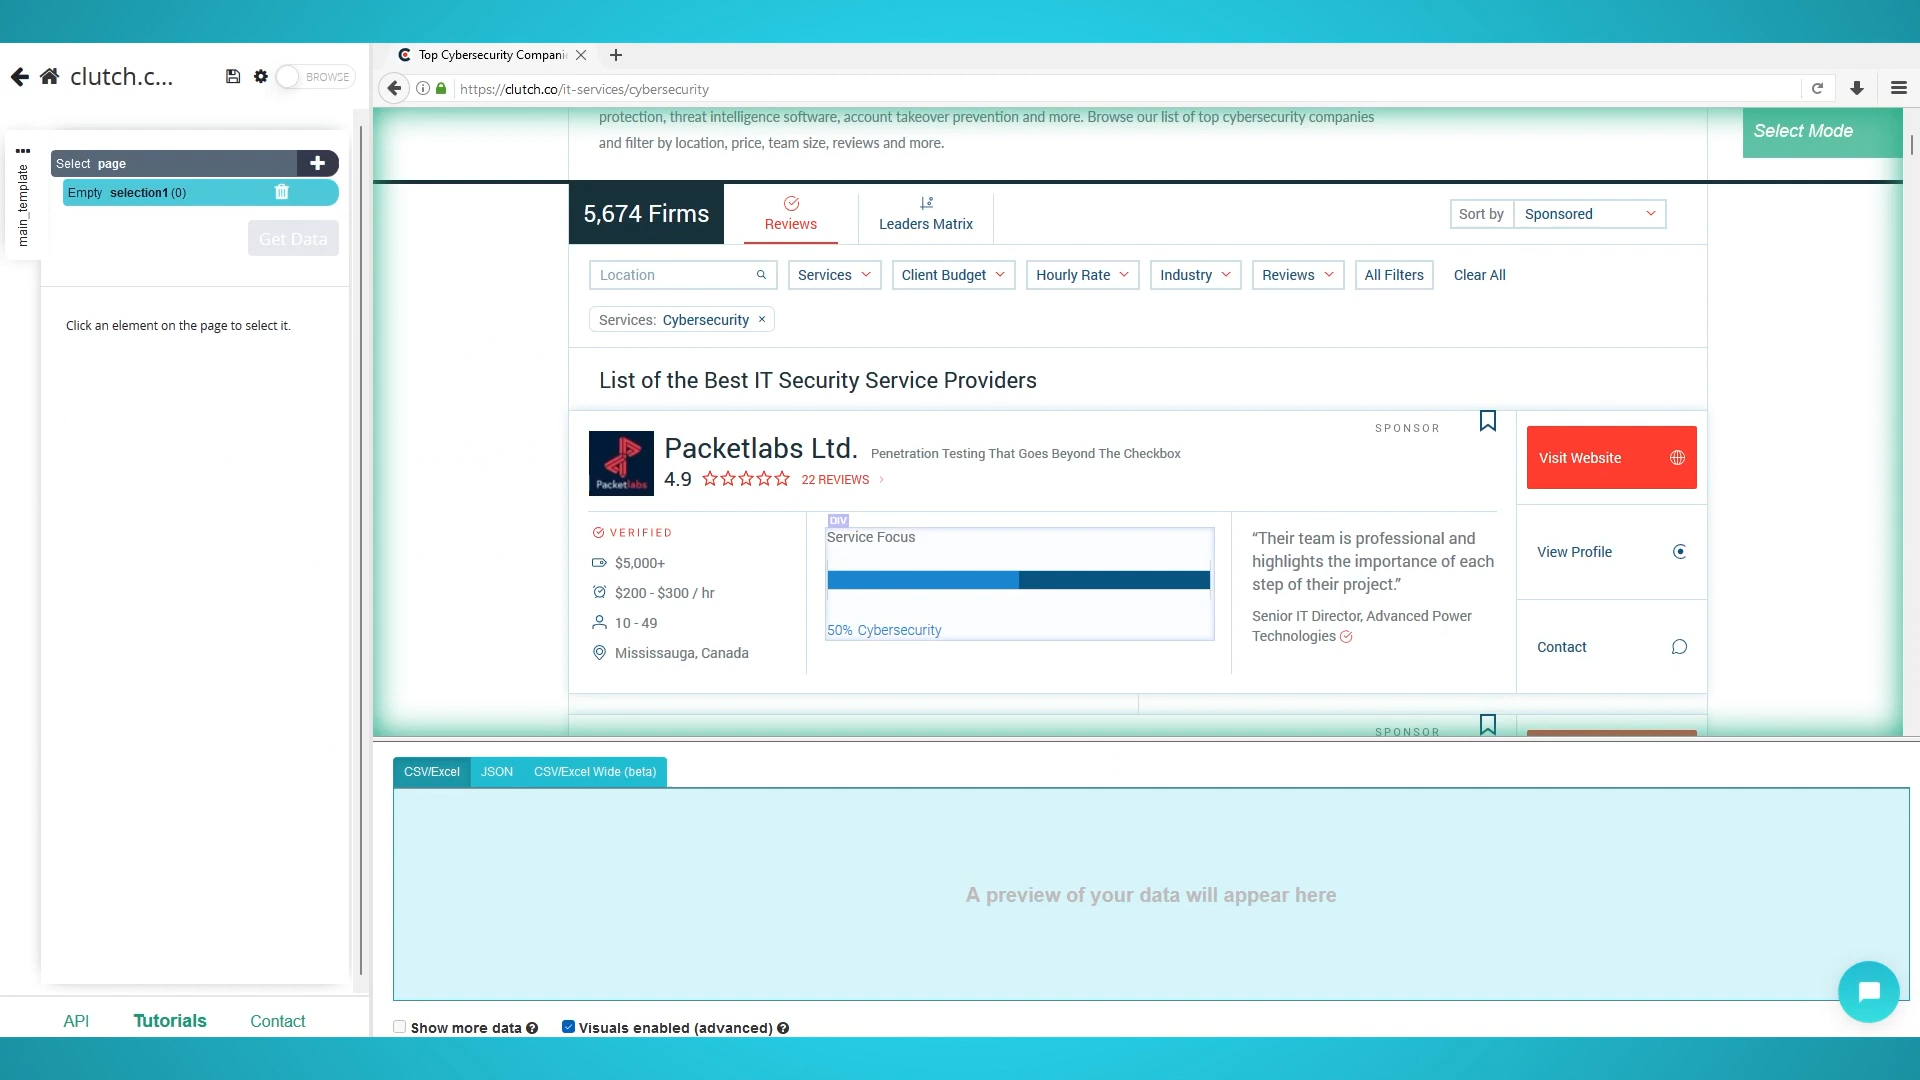 clutch.c...
BROWSE
main_template
Select page
Empty selection1 (0)
Get Data
Click an element on the page to select it.
API
Tutorials
Contact
Top Cybersecurity Compani
https://clutch.co/it-services/cybersecurity
protection, threat intelligence software, account takeover prevention and more. Browse our list of top cybersecurity companies
and filter by location, price, team size, reviews and more.
Select Mode
5,674 Firms
Reviews
Leaders Matrix
Sort by
Sponsored
Location
Services
Client Budget
Hourly Rate
Industry
Reviews
All Filters
Clear All
Services: Cybersecurity ×
List of the Best IT Security Service Providers
SPONSOR
Packetlabs
Packetlabs Ltd.
Penetration Testing That Goes Beyond The Checkbox
4.9
22 REVIEWS
Visit Website
VERIFIED
$5,000+
$200 - $300 / hr
10 - 49
Mississauga, Canada
DIV
Service Focus
50% Cybersecurity
“Their team is professional and
highlights the importance of each
step of their project.”
Senior IT Director, Advanced Power
Technologies
View Profile
Contact
SPONSOR
CSV/Excel
JSON
CSV/Excel Wide (beta)
A preview of your data will appear here
Show more data
Visuals enabled (advanced)